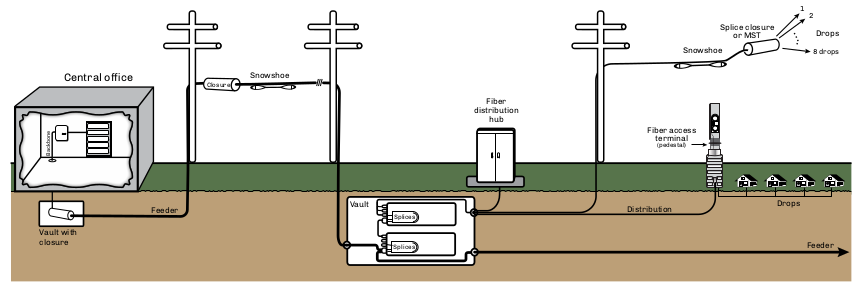 1
2
Splice closure
or MST
Drops
8 drops
Snowshoe
Central office
Snowshoe
Closure
Backbone
Fiber
distribution
hub
Fiber access
terminal
(pedestal)
Vault
Splices
Splices
Feeder
Vault with
closure
Distribution
Drops
Feeder